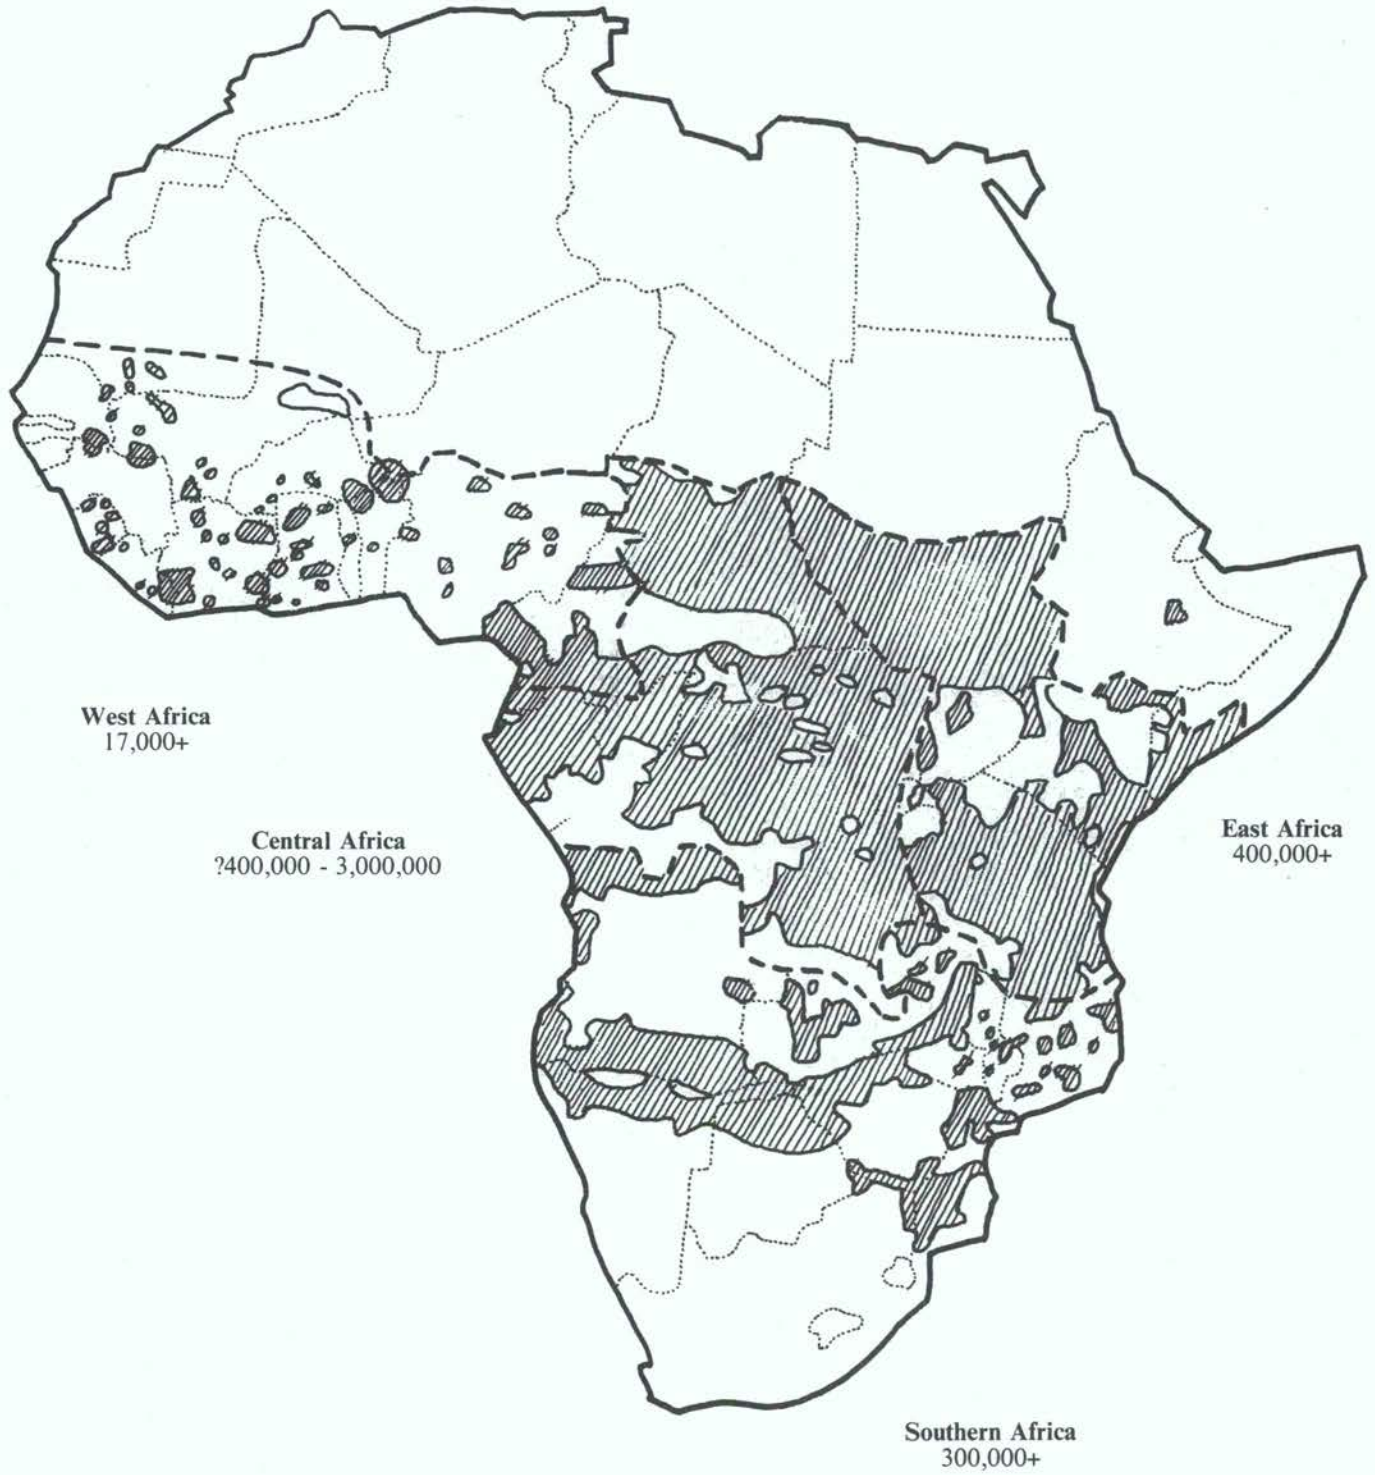 West Africa
17,000+
Central Africa
?400,000 - 3,000,000
East Africa
400,000+
Southern Africa
300,000+